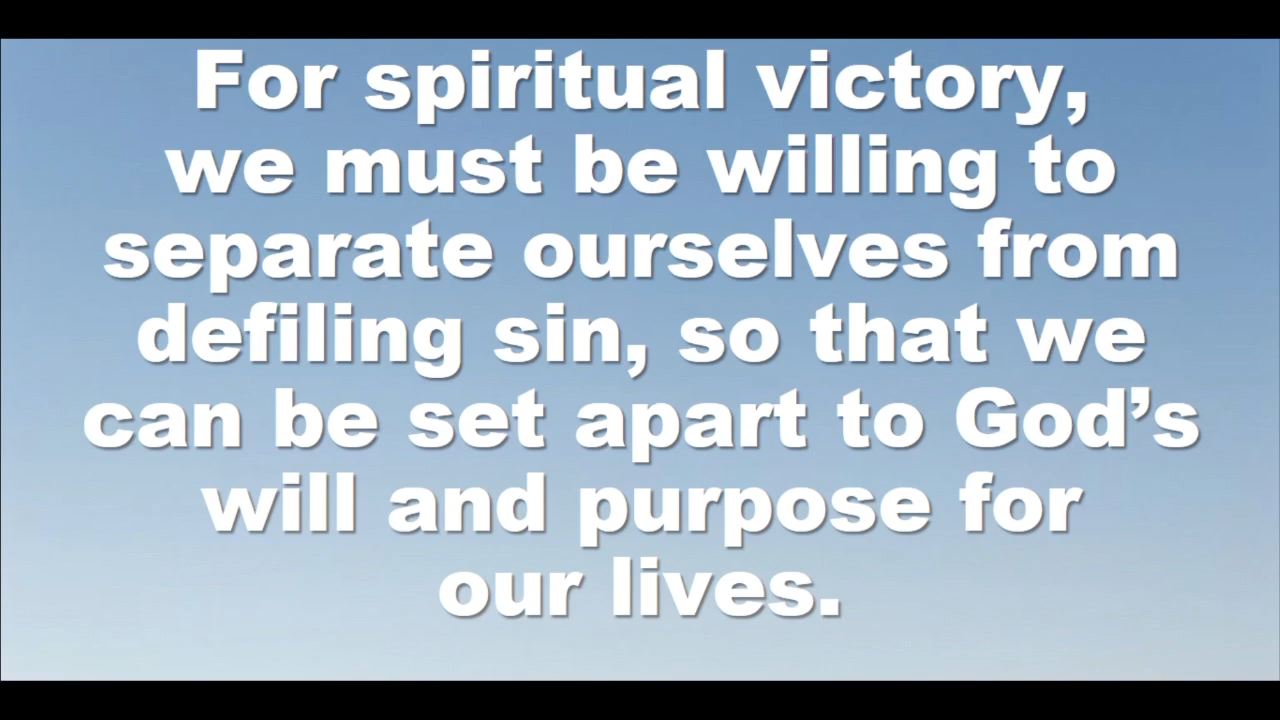 For spiritual victory,
we must be willing to
separate ourselves from
defiling sin, so that we
can be set apart to God’s
will and purpose for
our lives.